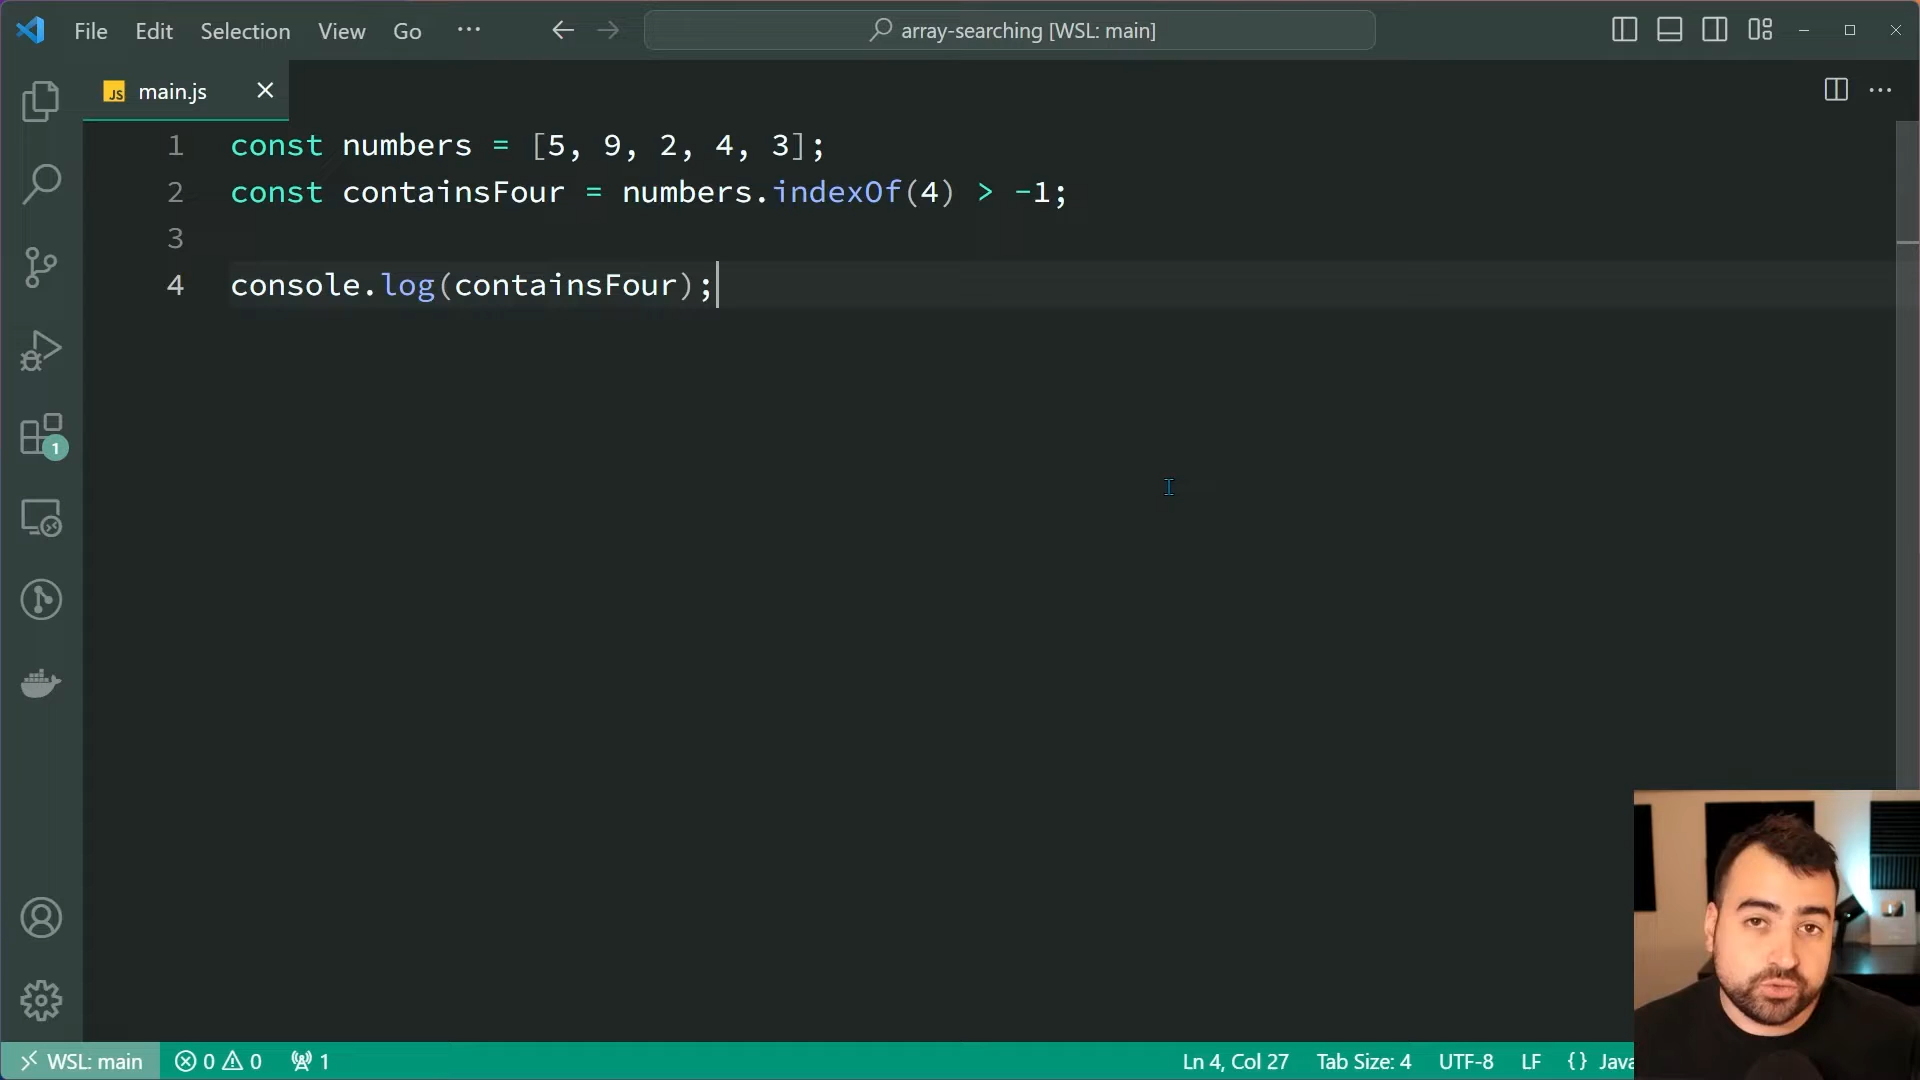 File Edit Selection View Go ... array-searching [WSL: main]
JS main.js
1 const numbers = [5, 9, 2, 4, 3];
2 const containsFour = numbers.indexOf(4) > -1;
3
4 console.log(containsFour);
1
WSL: main 0 0 1 Ln 4, Col 27 Tab Size: 4 UTF-8 LF {} Java